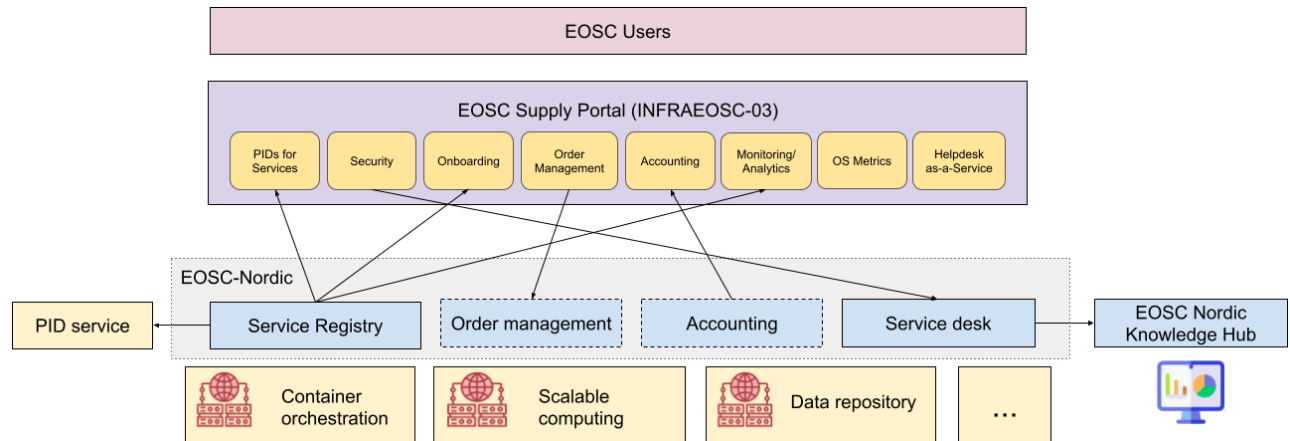 EOSC Users
EOSC Supply Portal (INFRAEOSC-03)
PIDs for
Services
Security
Onboarding
Order
Management
Accounting
Monitoring/
Analytics
OS Metrics
Helpdesk
as-a-Service
EOSC-Nordic
PID service
Service Registry
Order management
Accounting
Service desk
EOSC Nordic
Knowledge Hub
Container
orchestration
Scalable
computing
Data repository
...